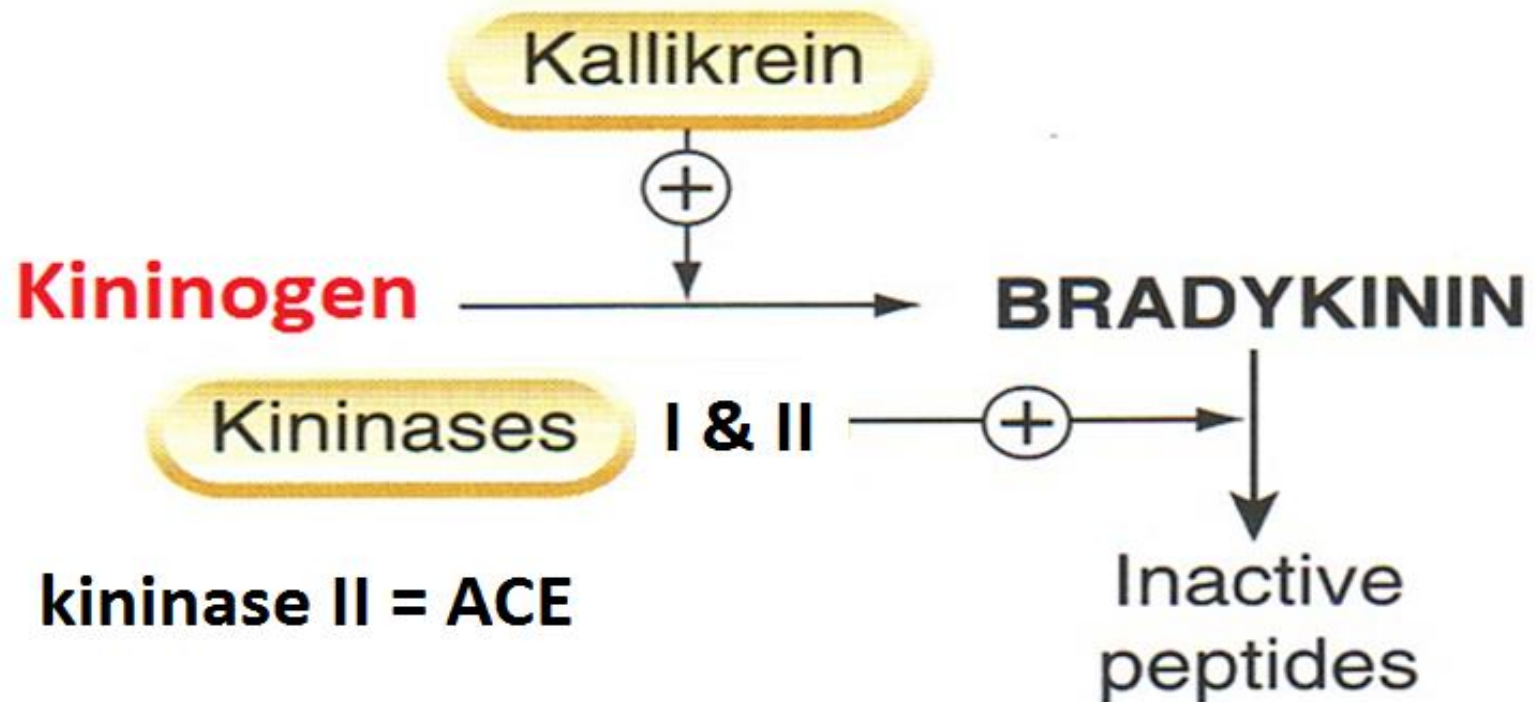 Kallikrein
+
Kininogen
BRADYKININ
Kininases I & II
+
kininase II = ACE
Inactive
peptides